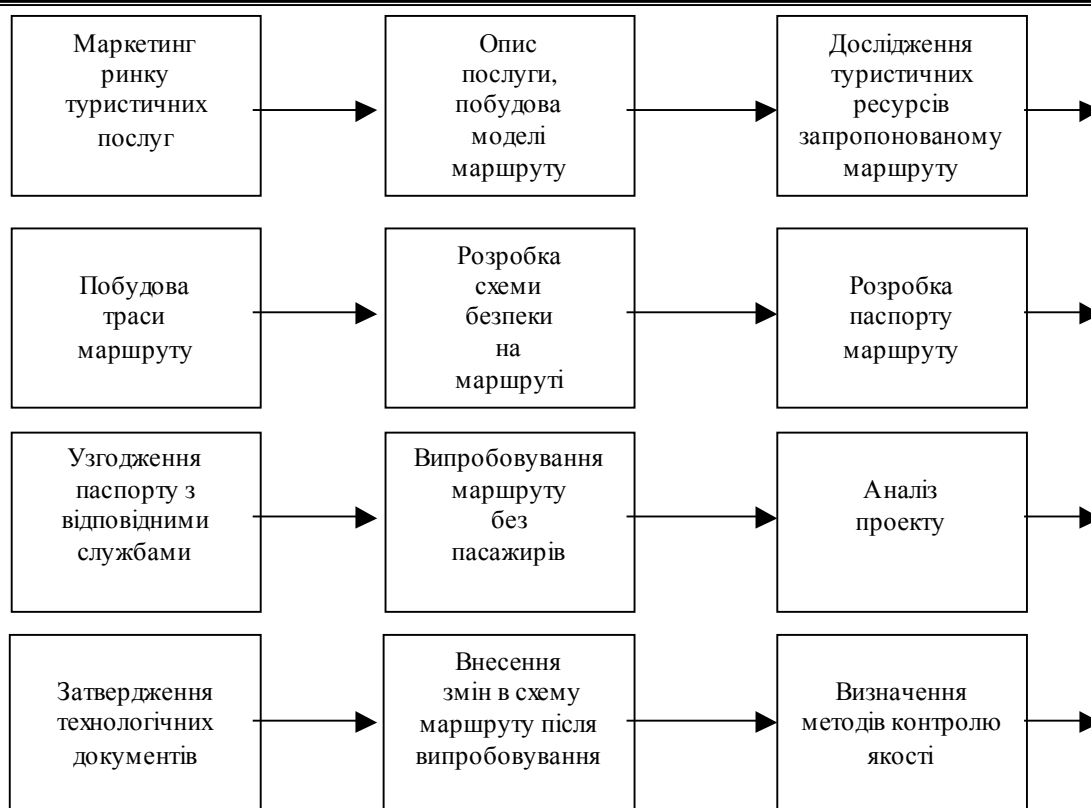 Маркетинг
ринку
туристичних
послуг
Опис
послуги,
побудова
моделі
маршруту
Дослідження
туристичних
ресурсів
запропонованому
маршруту
Побудова
траси
маршруту
Розробка
схеми
безпеки
на
маршруті
Розробка
паспорту
маршруту
Узгодження
паспорту з
відповідними
службами
Випробовування
маршруту
без
пасажирів
Аналіз
проекту
Затвердження
технологічних
документів
Внесення
змін в схему
маршруту після
випробовування
Визначення
методів контролю
якості